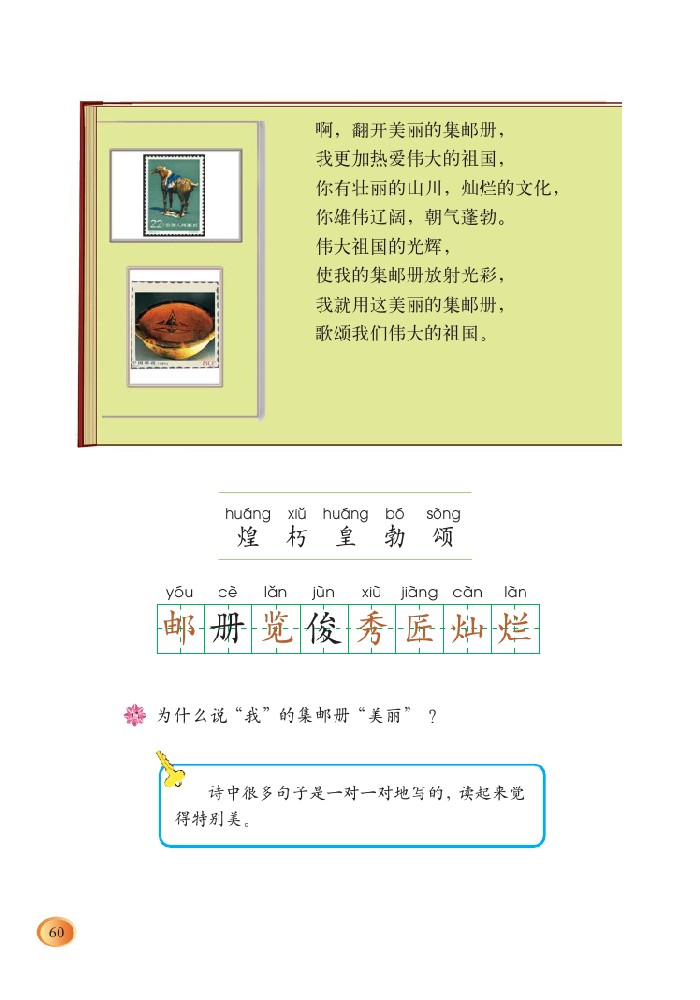 啊，翻开美丽的集邮册，
我更加热爱伟大的祖国，
你有壮丽的山川，灿烂的文化，
你雄伟辽阔，朝气蓬勃。
伟大祖国的光辉，
使我的集邮册放射光彩，
我就用这美丽的集邮册，
歌颂我们伟大的祖国。
22
huáng xiǔ huáng bó sòng
煌 朽 皇 勃 颂
yóu cè lǎn jùn xiù jiàng càn làn
邮 册 览 俊 秀 匠 灿 烂
为什么说“我”的集邮册“美丽”？
诗中很多句子是一对一对地写的，读起来觉
得特别美。
60